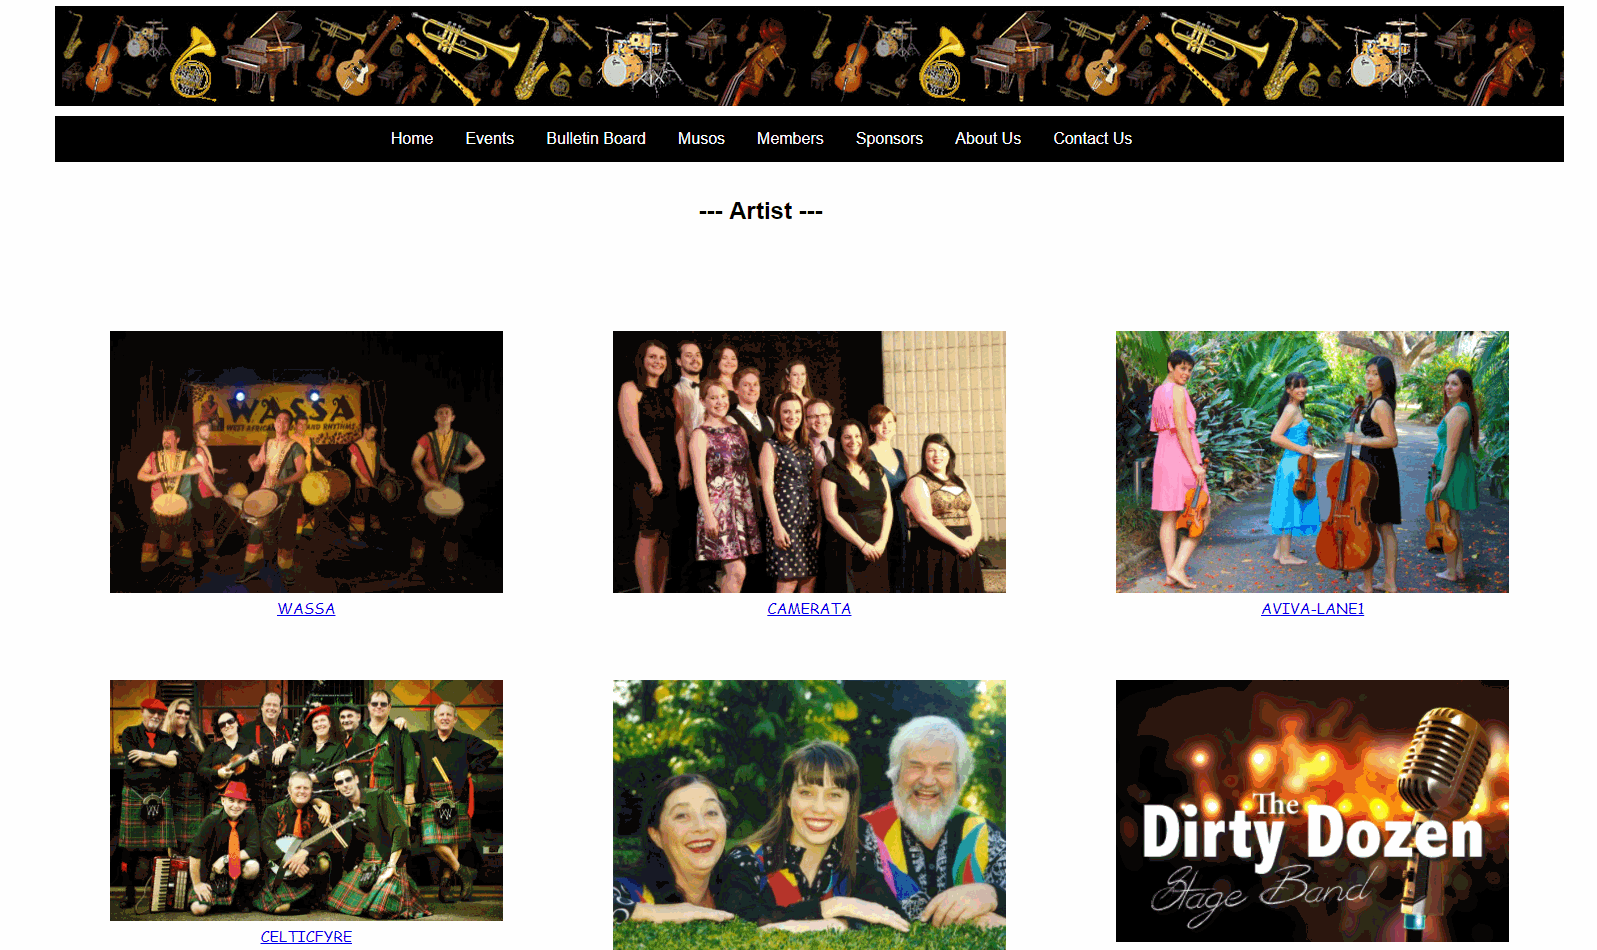 Home Events Bulletin Board Musos Members Sponsors About Us Contact Us
--- Artist ---
WASSA
WEST AFRICAN AND RHYTHMS
WASSA
CAMERATA
AVIVA-LANE1
The
Dirty Dozen
Stage Band
CELTICFYRE